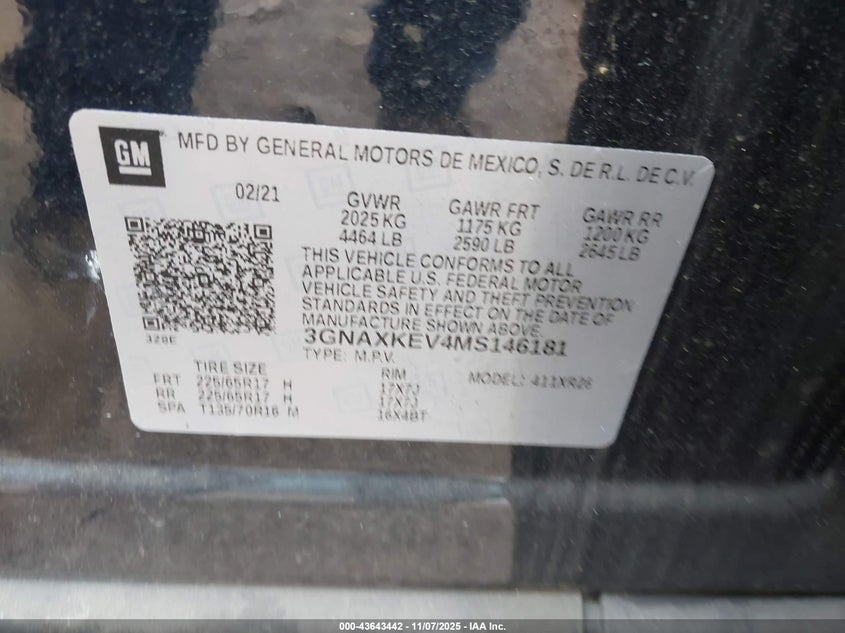 GM
MFD BY GENERAL MOTORS DE MEXICO, S. DE R.L. DE C.V.
02/21
GVWR
2025 KG
4464 LB
GAWR FRT
1175 KG
2590 LB
GAWR RR
1200 KG
2645 LB
THIS VEHICLE CONFORMS TO ALL
APPLICABLE U.S. FEDERAL MOTOR
VEHICLE SAFETY AND THEFT PREVENTION
STANDARDS IN EFFECT ON THE DATE OF
MANUFACTURE SHOWN ABOVE.
328E
3GNAXKEV4MS146181
TYPE: M.P.V.
MODEL: 411XR26
TIRE SIZE RIM
FRT 225/65R17 H 17X7J
RR 225/65R17 H 17X7J
SPA T135/70R16 M 16X4BT
000-43643442 - 11/07/2025 - IAA Inc.